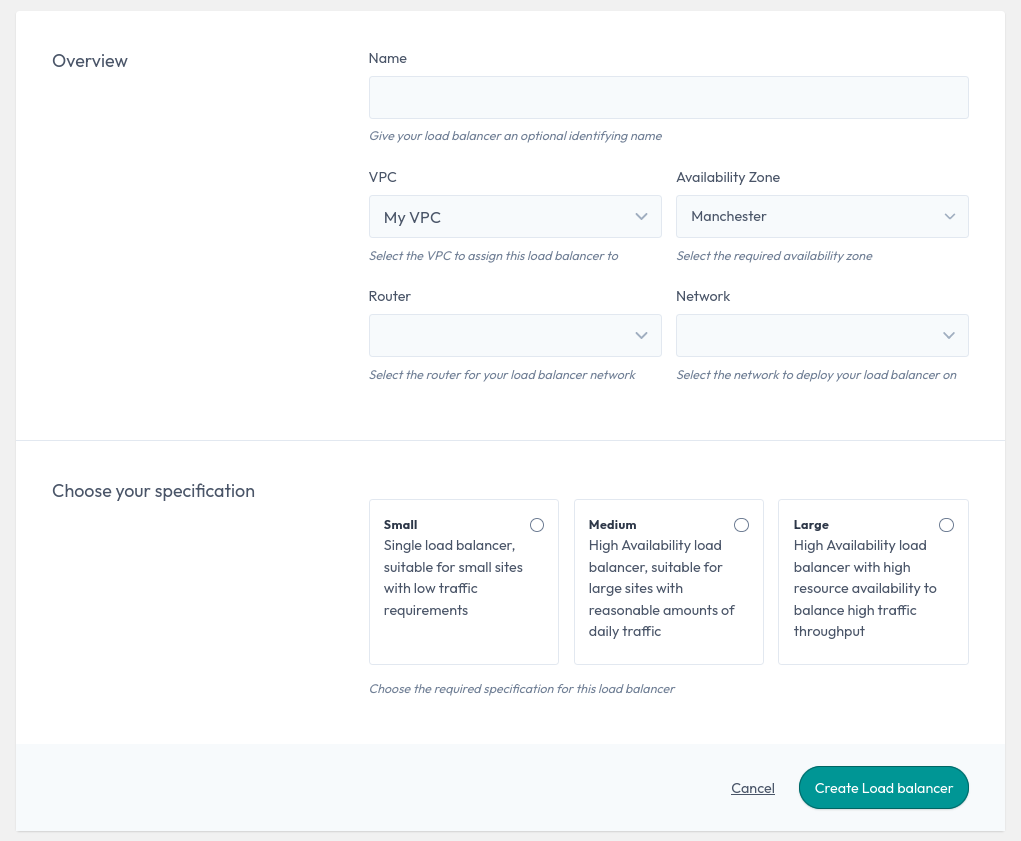 Overview
Name
Give your load balancer an optional identifying name
VPC
Availability Zone
My VPC
Manchester
Select the VPC to assign this load balancer to
Select the required availability zone
Router
Network
Select the router for your load balancer network
Select the network to deploy your load balancer on
Choose your specification
Small
Single load balancer,
suitable for small sites
with low traffic
requirements
Medium
High Availability load
balancer, suitable for
large sites with
reasonable amounts of
daily traffic
Large
High Availability load
balancer with high
resource availability to
balance high traffic
throughput
Choose the required specification for this load balancer
Cancel
Create Load balancer